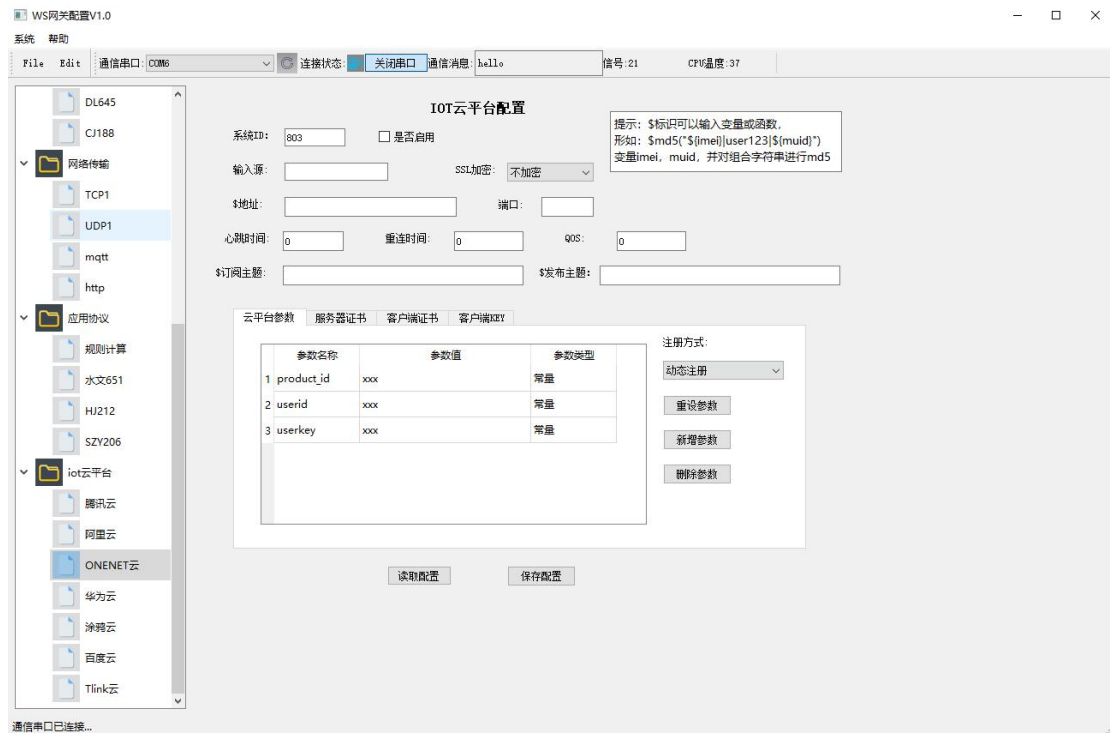 WS网关配置V1.0
系统 帮助
File Edit 通信串口: COM6 连接状态: 关闭串口 通信消息: hello 信号:21 CPU温度:37
DL645
CJ188
网络传输
TCP1
UDP1
mqtt
http
应用协议
规则计算
水文651
HJ212
SZY206
iot云平台
腾讯云
阿里云
ONENET云
华为云
涂鸦云
百度云
Tlink云
IOT云平台配置
系统ID: 803 是否启用
提示: $标识可以输入变量或函数,
形如: $md5("${imei}|user123|${muid}")
变量imei, muid, 并对组合字符串进行md5
输入源: SSL加密: 不加密
$地址: 端口:
心跳时间: 0 重连时间: 0 QOS: 0
$订阅主题: $发布主题:
云平台参数 服务器证书 客户端证书 客户端KEY
参数名称 参数值 参数类型
1 product_id xxx 常量
2 userid xxx 常量
3 userkey xxx 常量
注册方式:
动态注册
重设参数
新增参数
删除参数
读取配置 保存配置
通信串口已连接...